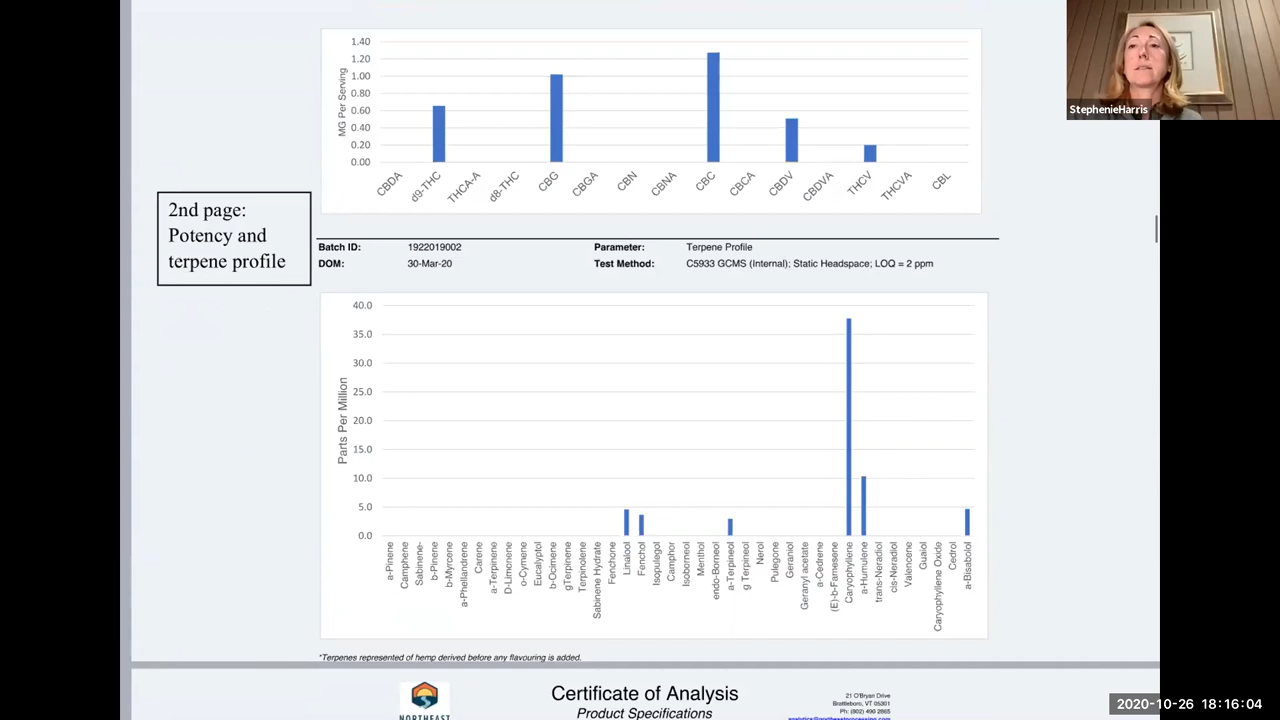 StephenieHarris
1.40
1.20
1.00
0.80
0.60
0.40
0.20
0.00
MG Per Serving
CBDA
d9-THC
THCA-A
d8-THC
CBG
CBGA
CBN
CBNA
CBC
CBCA
CBDV
CBDVA
THCV
THCVA
CBL
2nd page:
Potency and
terpene profile
Batch ID: 1922019002 Parameter: Terpene Profile
DOM: 30-Mar-20 Test Method: C5933 GCMS (Internal); Static Headspace; LOQ = 2 ppm
40.0
35.0
30.0
25.0
20.0
15.0
10.0
5.0
0.0
Parts Per Million
a-Pinene
Camphene
Sabinene-
b-Pinene
b-Myrcene
a-Phellandrene
Carene
a-Terpinene
D-Limonene
o-Cymene
Eucalyptol
b-Ocimene
gTerpinene
Terpinolene
Sabinene Hydrate
Fenchone
Linalool
Fenchol
Isopulegol
Camphor
Isoborneol
Menthol
endo-Borneol
a-Terpineol
g Terpineol
Nerol
Pulegone
Geraniol
Geranyl acetate
a-Cedrene
(E)-b-Farnesene
Caryophyllene
a-Humulene
trans-Neradiol
cis-Neradiol
Valencene
Guaiol
Caryophyllene Oxide
Cedrol
a-Bisabolol
*Terpenes represented of hemp derived before any flavouring is added.
NORTHEAST
Certificate of Analysis
Product Specifications
21 O'Bryan Drive
Brattleboro, VT 05301
Ph: (802) 490 2865
analytics@northeastprocessing.com
2020-10-26 18:16:04